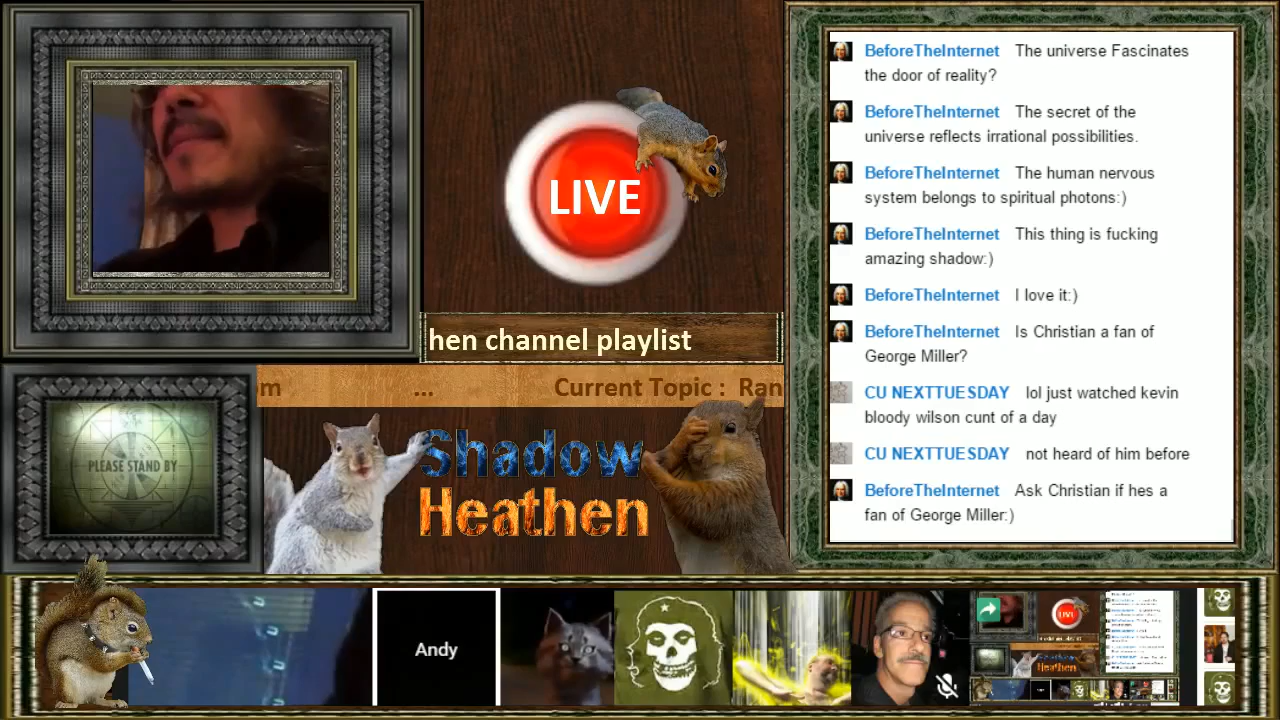 LIVE
hen channel playlist
om ... Current Topic : Ran
PLEASE STAND BY
Shadow
Heathen
BeforeTheInternet The universe Fascinates
the door of reality?
BeforeTheInternet The secret of the
universe reflects irrational possibilities.
BeforeTheInternet The human nervous
system belongs to spiritual photons:)
BeforeTheInternet This thing is fucking
amazing shadow:)
BeforeTheInternet I love it:)
BeforeTheInternet Is Christian a fan of
George Miller?
CU NEXTTUESDAY lol just watched kevin
bloody wilson cunt of a day
CU NEXTTUESDAY not heard of him before
BeforeTheInternet Ask Christian if hes a
fan of George Miller:)
Andy
LIVE
Shadow
Heathen